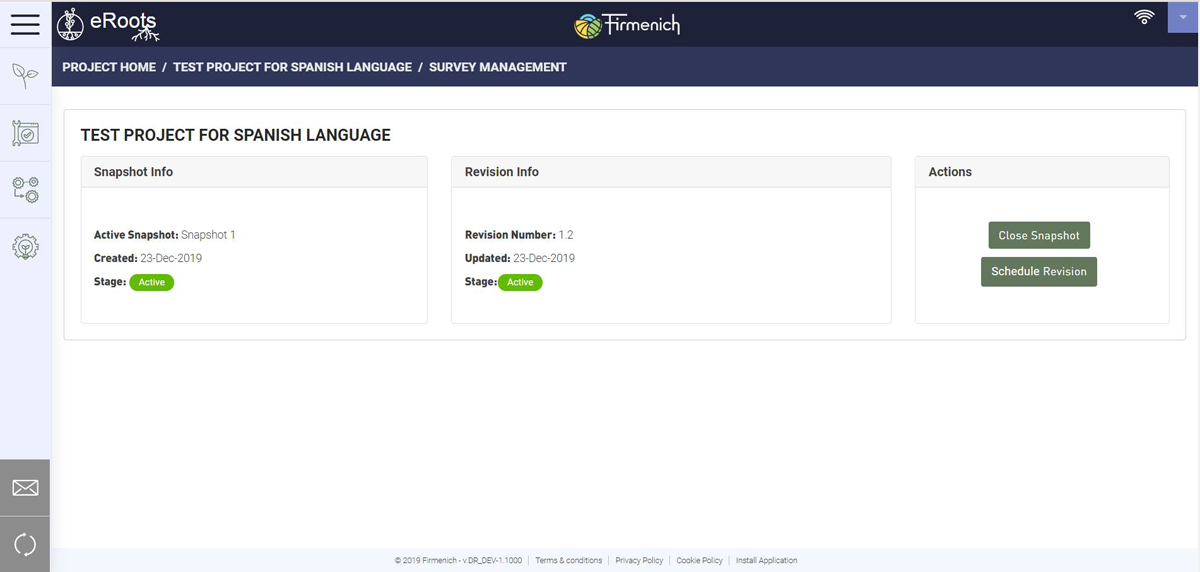 eRoots
Firmenich
PROJECT HOME / TEST PROJECT FOR SPANISH LANGUAGE / SURVEY MANAGEMENT
TEST PROJECT FOR SPANISH LANGUAGE
Snapshot Info
Active Snapshot: Snapshot 1
Created: 23-Dec-2019
Stage: Active
Revision Info
Revision Number: 1.2
Updated: 23-Dec-2019
Stage: Active
Actions
Close Snapshot
Schedule Revision
© 2019 Firmenich - v.DR_DEV-1.1000 | Terms & conditions | Privacy Policy | Cookie Policy | Install Application